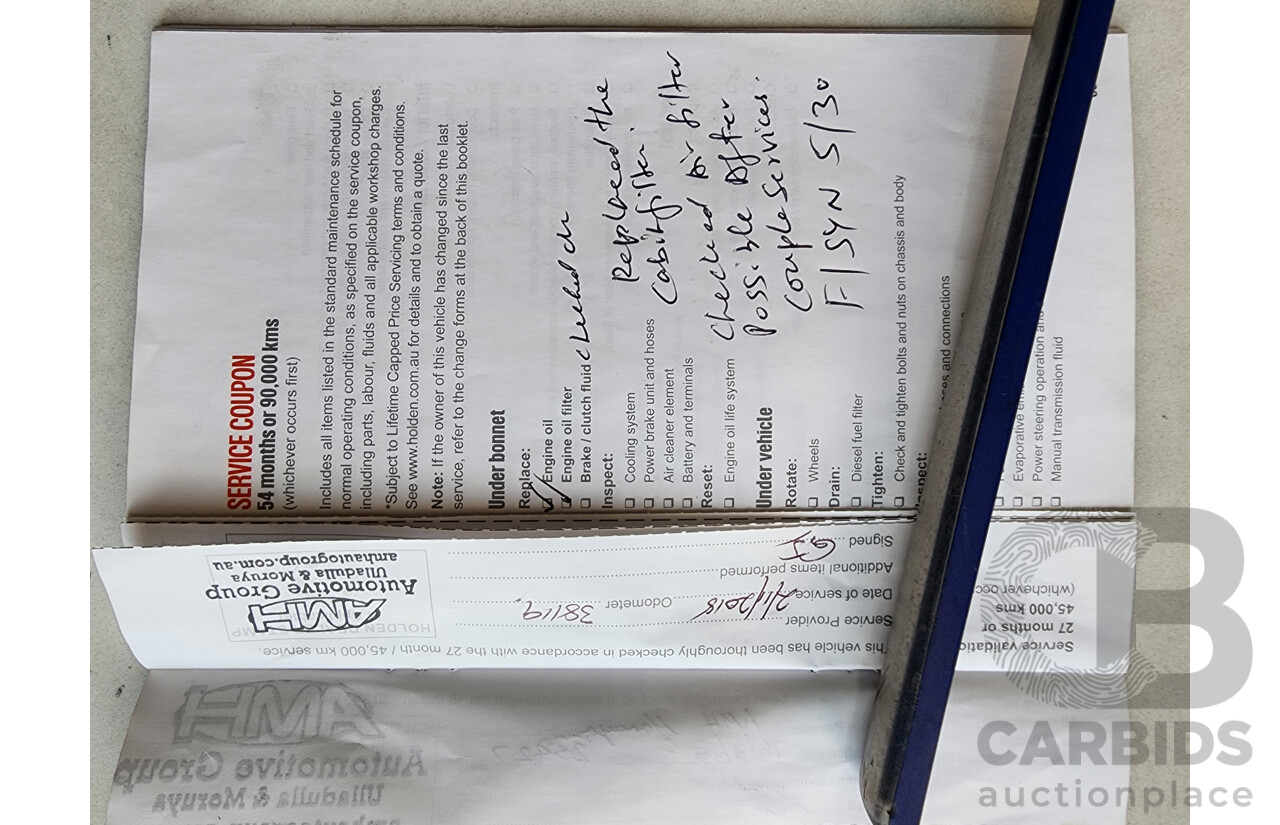 SERVICE COUPON
54 months or 90,000 kms
(whichever occurs first)
Includes all items listed in the standard maintenance schedule for
normal operating conditions, as specified on the service coupon,
including parts, labour, fluids and all applicable workshop charges.
*Subject to Lifetime Capped Price Servicing terms and conditions.
See www.holden.com.au for details and to obtain a quote.
Note: If the owner of this vehicle has changed since the last
service, refer to the change forms at the back of this booklet.
Under bonnet
Replace:
Engine oil
Engine oil filter
Brake / clutch fluid checked
Inspect:
Cooling system
Power brake unit and hoses
Air cleaner element
Battery and terminals
Reset:
Engine oil life system
Replaced the
Cabin filter.
Checked Air filter
possible After
Couple Services.
F/SYN 5/30
Under vehicle
Rotate:
Wheels
Drain:
Diesel fuel filter
Tighten:
Check and tighten bolts and nuts on chassis and body
and connections
Power steering operation and
Manual transmission fluid
Service validation
27 months or
45,000 kms
(whichever occ
This vehicle has been thoroughly checked in accordance with the 27 month / 45,000 km service.
Service Provider
Date of service 2/1/2018 Odometer 38119
Additional items performed
Signed
AMH
Automotive Group
Ulladulla & Moruya
amhautogroup.com.au
AMH
Automotive Group
Ulladulla & Moruya
CARBIDS
auctionplace